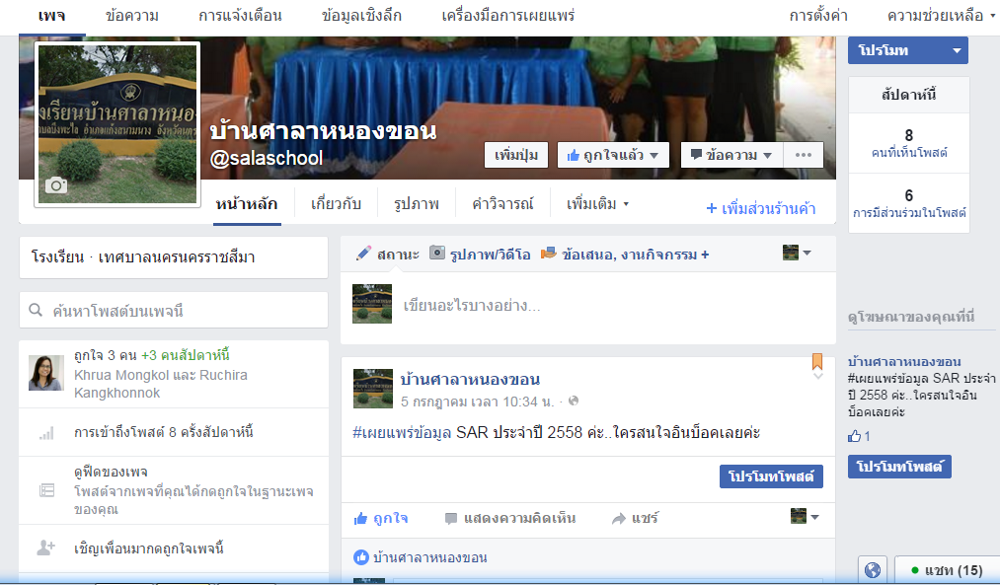 เพจ
ข้อความ
การแจ้งเตือน
ข้อมูลเชิงลึก
เครื่องมือการเผยแพร่
การตั้งค่า
ความช่วยเหลือ
งเรียนบ้านศาลาหนอง
บ้านศาลาหนองขอน
@salaschool
เพิ่มปุ่ม
ถูกใจแล้ว
ข้อความ
หน้าหลัก
เกี่ยวกับ
รูปภาพ
คำวิจารณ์
เพิ่มเติม
+ เพิ่มส่วนร้านค้า
โปรโมท
สัปดาห์นี้
8
คนที่เห็นโพสต์
6
การมีส่วนร่วมในโพสต์
โรงเรียน · เทศบาลนครนครราชสีมา
ค้นหาโพสต์บนเพจนี้
ถูกใจ 3 คน +3 คนสัปดาห์นี้
Khrua Mongkol และ Ruchira
Kangkhonnok
การเข้าถึงโพสต์ 8 ครั้งสัปดาห์นี้
ดูฟีดของเพจ
โพสต์จากเพจที่คุณได้กดถูกใจในฐานะเพจ
ของคุณ
เชิญเพื่อนมากดถูกใจเพจนี้
สถานะ
รูปภาพ/วิดีโอ
ข้อเสนอ, งานกิจกรรม +
เขียนอะไรบางอย่าง...
บ้านศาลาหนองขอน
5 กรกฎาคม เวลา 10:34 น. ·
#เผยแพร่ข้อมูล SAR ประจำปี 2558 ค่ะ..ใครสนใจอินบ็อคเลยค่ะ
โปรโมทโพสต์
ถูกใจ
แสดงความคิดเห็น
แชร์
บ้านศาลาหนองขอน
ดูโฆษณาของคุณที่นี่
บ้านศาลาหนองขอน
#เผยแพร่ข้อมูล SAR ประจำ
ปี 2558 ค่ะ..ใครสนใจอิน
บ็อคเลยค่ะ
1
โปรโมทโพสต์
แชท (15)